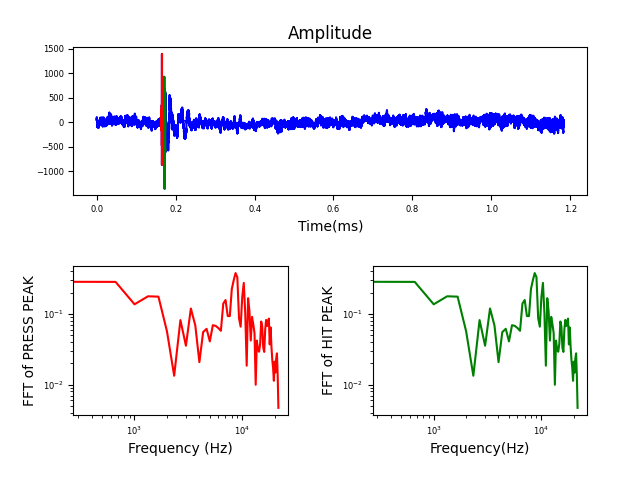 Amplitude
1500
1000
500
0
−500
−1000
0.0 0.2 0.4 0.6 0.8 1.0 1.2
Time(ms)
FFT of PRESS PEAK
10⁻¹
10⁻²
10³ 10⁴
Frequency (Hz)
FFT of HIT PEAK
10⁻¹
10⁻²
10³ 10⁴
Frequency(Hz)